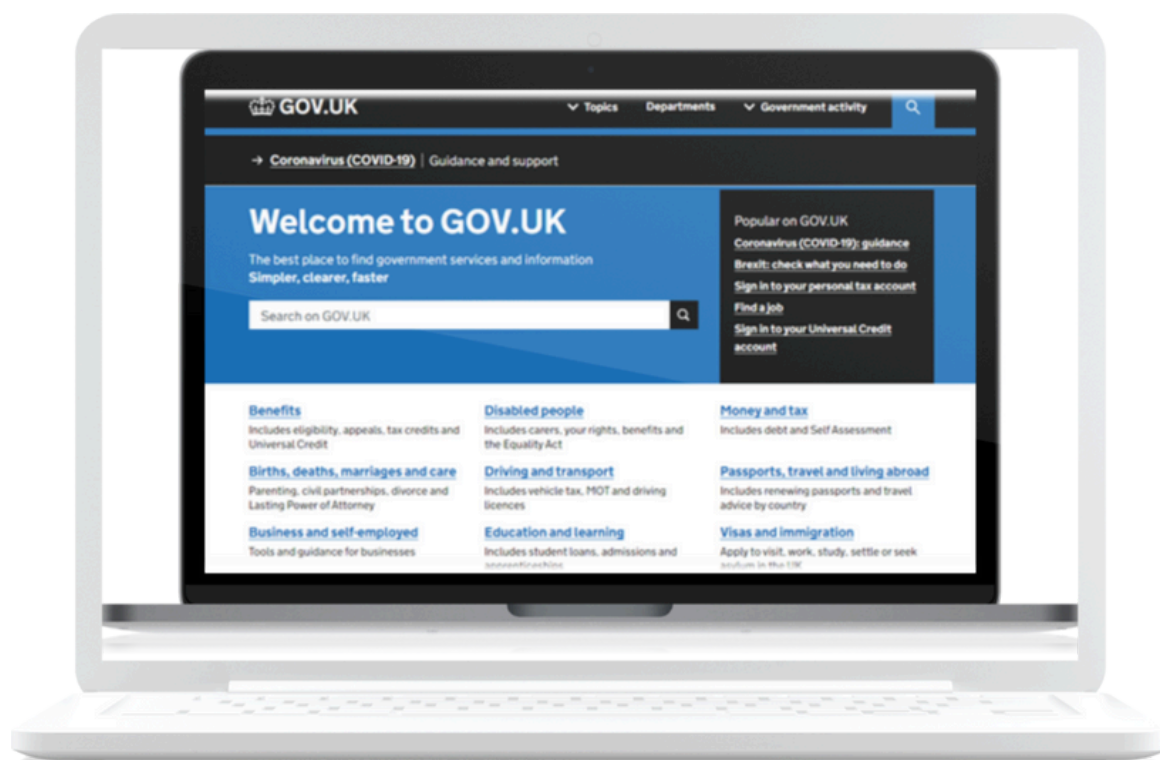 GOV.UK
Topics Departments Government activity
→ Coronavirus (COVID-19) | Guidance and support
Welcome to GOV.UK
The best place to find government services and information
Simpler, clearer, faster
Search on GOV.UK
Popular on GOV.UK
Coronavirus (COVID-19): guidance
Brexit: check what you need to do
Sign in to your personal tax account
Find a job
Sign in to your Universal Credit
account
Benefits
Includes eligibility, appeals, tax credits and
Universal Credit
Disabled people
Includes carers, your rights, benefits and
the Equality Act
Money and tax
Includes debt and Self Assessment
Births, deaths, marriages and care
Parenting, civil partnerships, divorce and
Lasting Power of Attorney
Driving and transport
Includes vehicle tax, MOT and driving
licences
Passports, travel and living abroad
Includes renewing passports and travel
advice by country
Business and self-employed
Tools and guidance for businesses
Education and learning
Includes student loans, admissions and
apprenticeships
Visas and immigration
Apply to visit, work, study, settle or seek
asylum in the UK